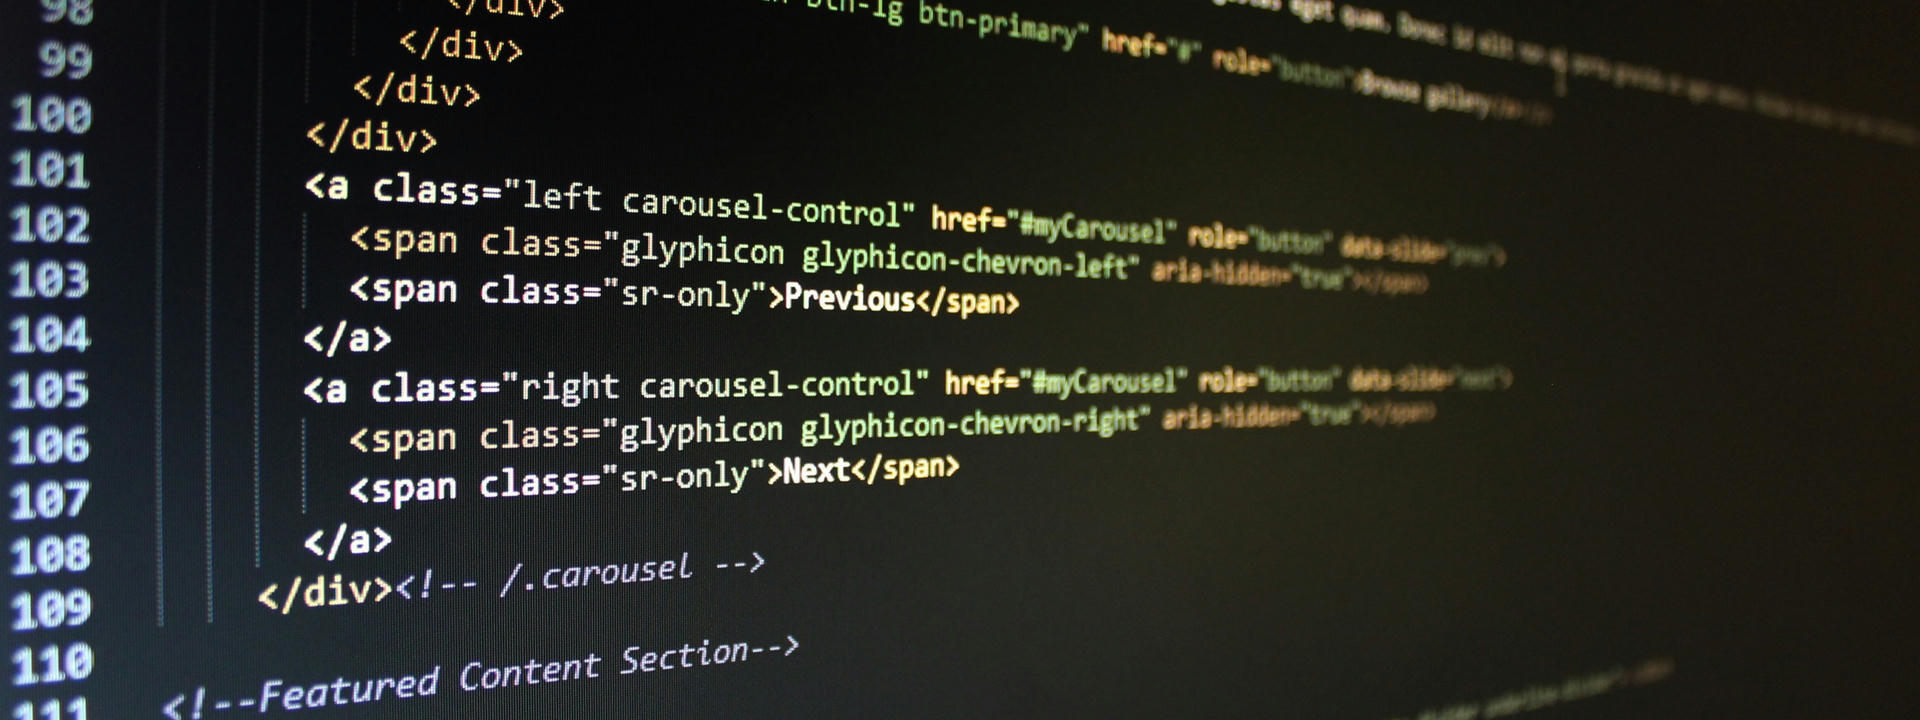 98 </div>
btn-lg btn-primary" href="#" role="button">Browse gallery</a>
99 </div>
100 </div>
101 </div>
102 <a class="left carousel-control" href="#myCarousel" role="button" data-slide="prev">
103 <span class="glyphicon glyphicon-chevron-left" aria-hidden="true"></span>
104 <span class="sr-only">Previous</span>
105 </a>
106 <a class="right carousel-control" href="#myCarousel" role="button" data-slide="next">
107 <span class="glyphicon glyphicon-chevron-right" aria-hidden="true"></span>
108 <span class="sr-only">Next</span>
109 </a>
110 </div><!-- /.carousel -->
111
<!--Featured Content Section-->